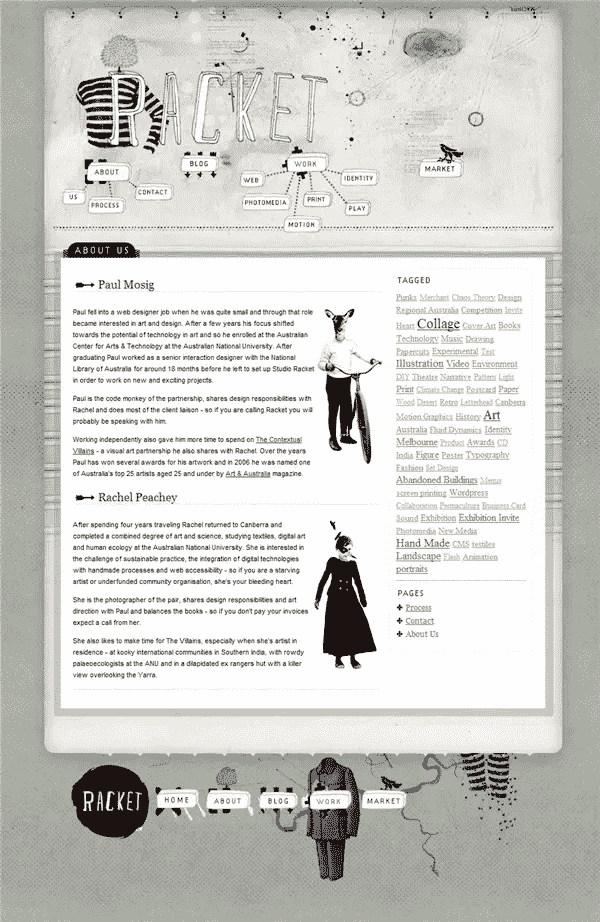 RACKET
ABOUT
BLOG
WORK
MARKET
US
PROCESS
CONTACT
WEB
IDENTITY
PHOTOMEDIA
PRINT
PLAY
MOTION
ABOUT US
Paul Mosig
Paul fell into a web designer job when he was quite small and through that role
became interested in art and design. After a few years his focus shifted
towards the potential of technology in art and so he enrolled at the Australian
Center for Arts & Technology at the Australian National University. After
graduating Paul worked as a senior interaction designer with the National
Library of Australia for around 18 months before he left to set up Studio Racket
in order to work on new and exciting projects.
Paul is the code monkey of the partnership, shares design responsibilities with
Rachel and does most of the client liaison - so if you are calling Racket you will
probably be speaking with him.
Working independently also gave him more time to spend on The Contextual
Villains - a visual art partnership he also shares with Rachel. Over the years
Paul has won several awards for his artwork and in 2006 he was named one
of Australia's top 25 artists aged 25 and under by Art & Australia magazine.
Rachel Peachey
After spending four years traveling Rachel returned to Canberra and
completed a combined degree of art and science, studying textiles, digital art
and human ecology at the Australian National University. She is interested in
the challenge of sustainable practice, the integration of digital technologies
with handmade processes and web accessibility - so if you are a starving
artist or underfunded community organisation, she's your bleeding heart.
She is the photographer of the pair, shares design responsibilities and art
direction with Paul and balances the books - so if you don't pay your invoices
expect a call from her.
She also likes to make time for The Villains, especially when she's artist in
residence - at kooky international communities in Southern India, with rowdy
palaeoecologists at the ANU and in a dilapidated ex rangers hut with a killer
view overlooking the Yarra.
TAGGED
Punks Merchant Chaos Theory Design
Regional Australia Competition Invite
Heart Collage Cover Art Books
Technology Music Drawing
Papercuts Experimental Test
Illustration Video Environment
DIY Theatre Narrative Pattern Light
Print Climate Change Postcard Paper
Wood Desert Retro Letterhead Canberra
Motion Graphics History Art
Australia Fluid Dynamics Identity
Melbourne Product Awards CD
India Figure Poster Typography
Fashion Set Design
Abandoned Buildings Menus
screen printing Wordpress
Collaboration Permaculture Business Card
Sound Exhibition Exhibition Invite
Photomedia New Media
Hand Made CMS textiles
Landscape Flash Animation
portraits
PAGES
Process
Contact
About Us
RACKET
HOME
ABOUT
BLOG
WORK
MARKET